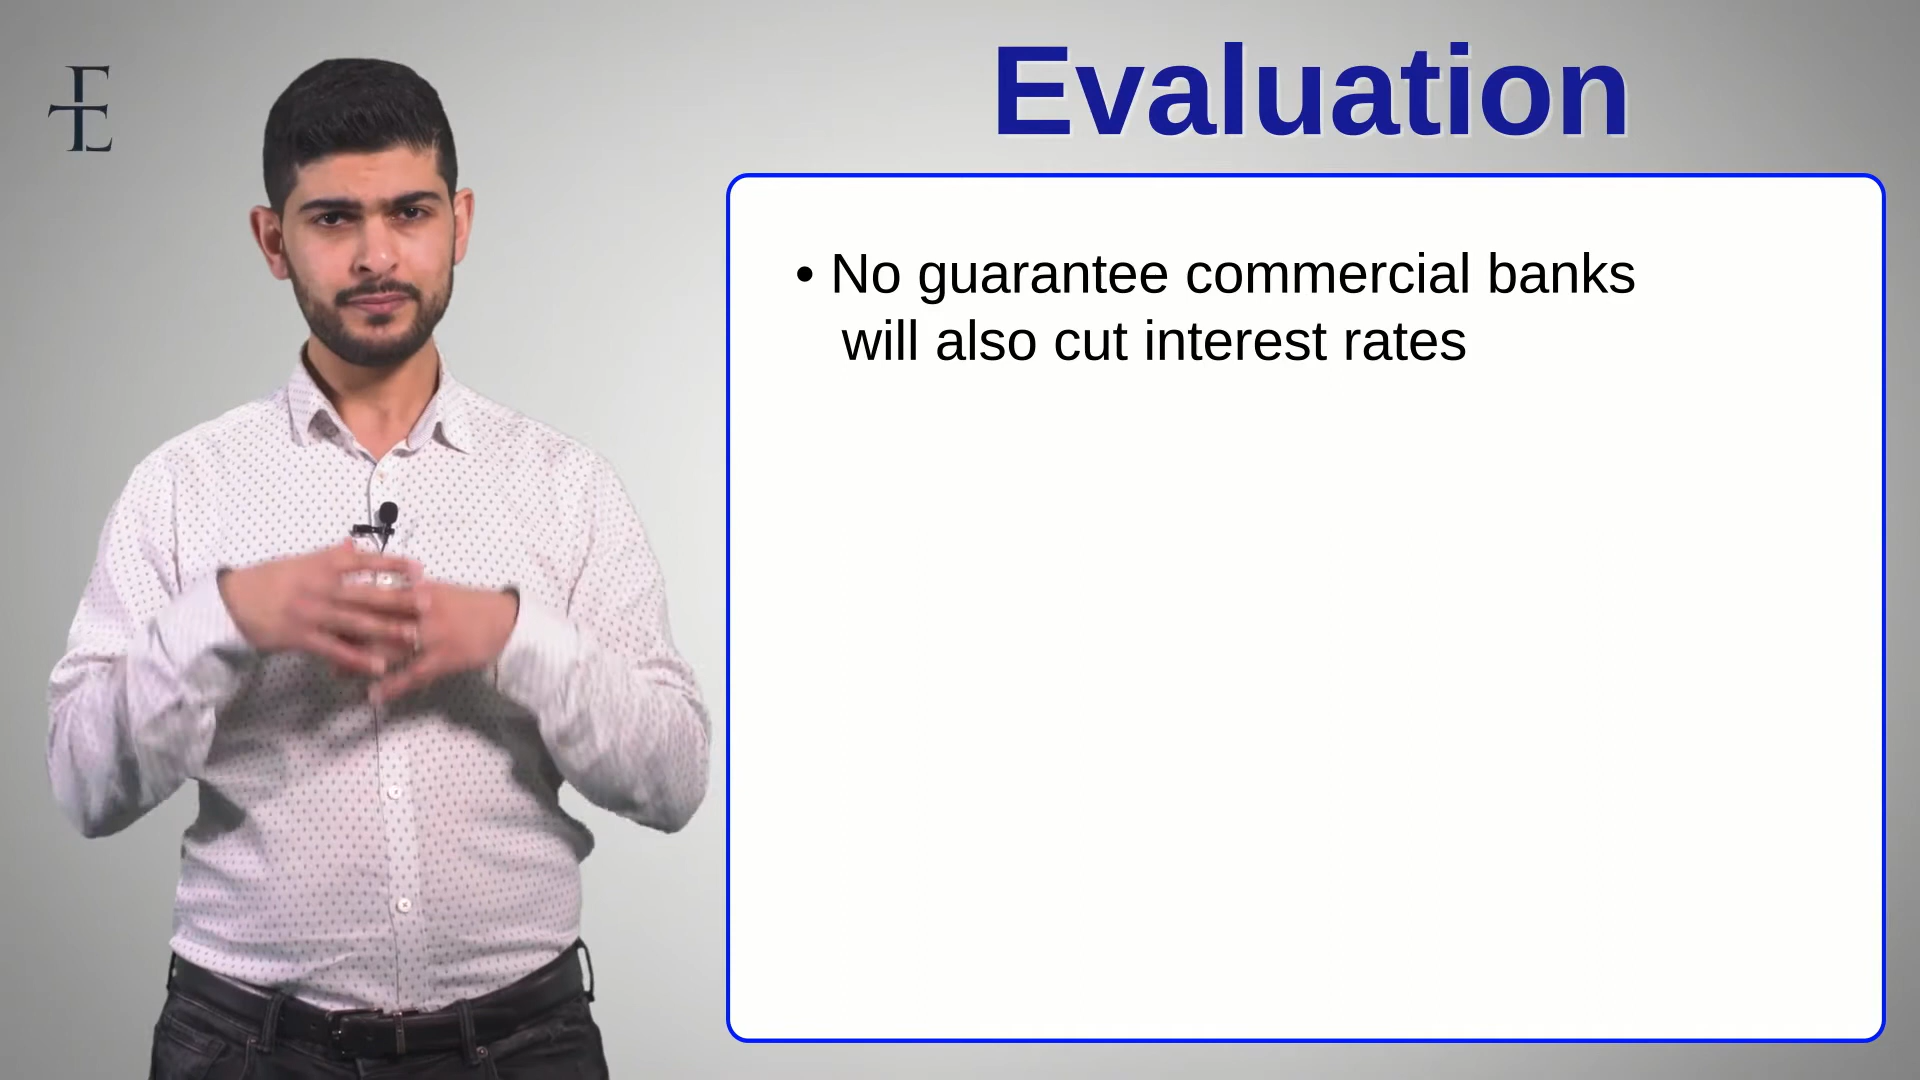 Evaluation
• No guarantee commercial banks
will also cut interest rates